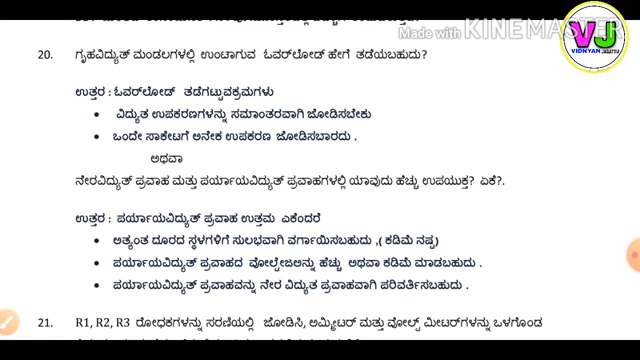 Made with KINEMASTER
VJ
VIDNYAN
JAGATTU
20. ಗೃಹವಿದ್ಯುತ್ ಮಂಡಲಗಳಲ್ಲಿ ಉಂಟಾಗುವ ಓವರ್‌ಲೋಡ್ ಹೇಗೆ ತಡೆಯಬಹುದು?
ಉತ್ತರ : ಓವರ್‌ಲೋಡ್ ತಡೆಗಟ್ಟುವಕ್ರಮಗಳು
• ವಿದ್ಯುತ ಉಪಕರಣಗಳನ್ನು ಸಮಾಂತರವಾಗಿ ಜೋಡಿಸಬೇಕು
• ಒಂದೇ ಸಾಕೇಟಗೆ ಅನೇಕ ಉಪಕರಣ ಜೋಡಿಸಬಾರದು .
ಅಥವಾ
ನೇರವಿದ್ಯುತ್ ಪ್ರವಾಹ ಮತ್ತು ಪರ್ಯಾಯವಿದ್ಯುತ್ ಪ್ರವಾಹಗಳಲ್ಲಿ ಯಾವುದು ಹೆಚ್ಚು ಉಪಯುಕ್ತ? ಏಕೆ?.
ಉತ್ತರ : ಪರ್ಯಾಯವಿದ್ಯುತ್ ಪ್ರವಾಹ ಉತ್ತಮ ಏಕೆಂದರೆ
• ಅತ್ಯಂತ ದೂರದ ಸ್ಥಳಗಳಿಗೆ ಸುಲಭವಾಗಿ ವರ್ಗಾಯಿಸಬಹುದು .( ಕಡಿಮೆ ನಷ್ಟ)
• ಪರ್ಯಾಯವಿದ್ಯುತ್ ಪ್ರವಾಹದ ವೋಲ್ಟೇಜಅನ್ನು ಹೆಚ್ಚು ಅಥವಾ ಕಡಿಮೆ ಮಾಡಬಹುದು .
• ಪರ್ಯಾಯವಿದ್ಯುತ್ ಪ್ರವಾಹವನ್ನು ನೇರ ವಿದ್ಯುತ ಪ್ರವಾಹವಾಗಿ ಪರಿವರ್ತಿಸಬಹುದು .
21. R1, R2, R3 ರೋಧಕಗಳನ್ನು ಸರಣಿಯಲ್ಲಿ ಜೋಡಿಸಿ, ಅಮ್ಮೀಟರ್ ಮತ್ತು ವೋಲ್ಟ್ ಮೀಟರ್‌ಗಳನ್ನು ಒಳಗೊಂಡ